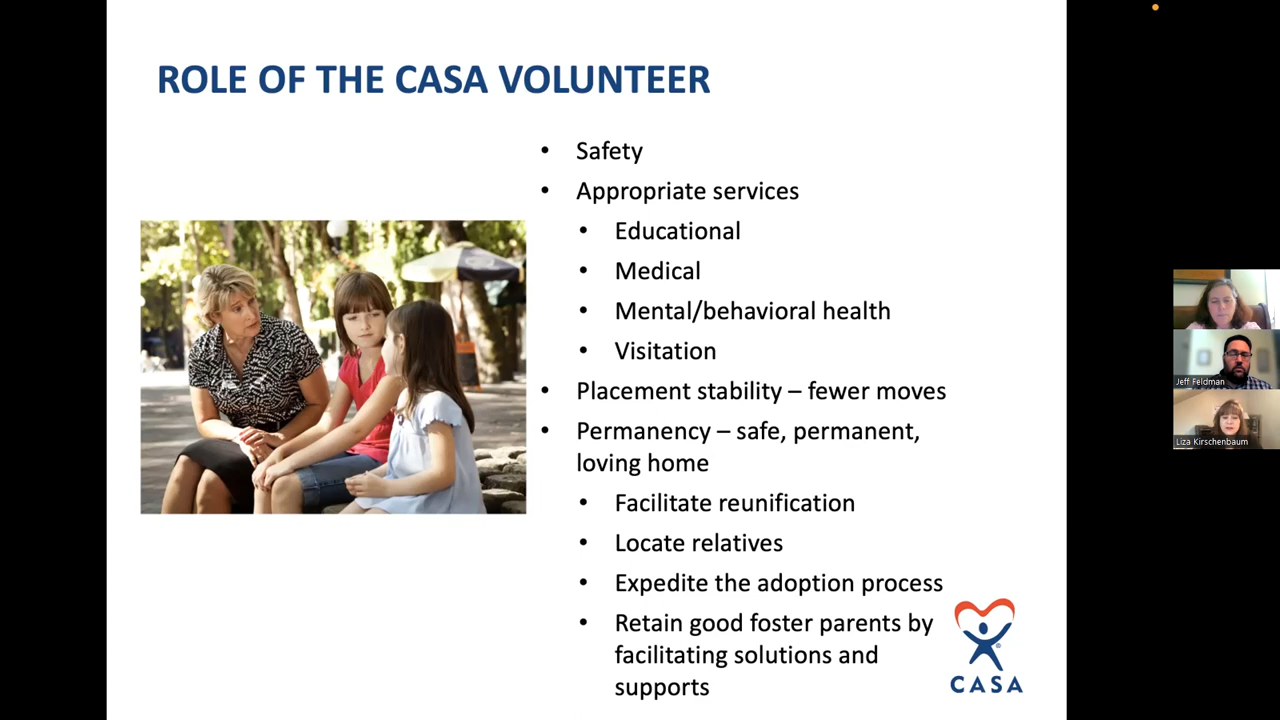 ROLE OF THE CASA VOLUNTEER
• Safety
• Appropriate services
• Educational
• Medical
• Mental/behavioral health
• Visitation
• Placement stability – fewer moves
• Permanency – safe, permanent,
loving home
• Facilitate reunification
• Locate relatives
• Expedite the adoption process
• Retain good foster parents by
facilitating solutions and
supports
®
CASA
Jeff Feldman
Liza Kirschenbaum